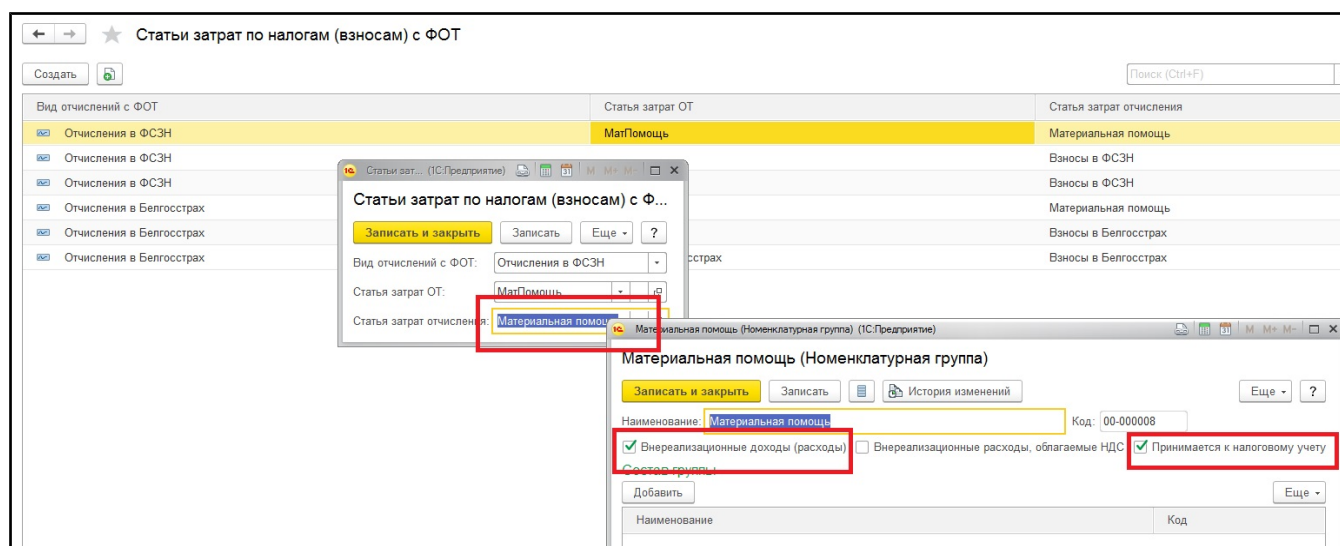 Статьи затрат по налогам (взносам) с ФОТ
Создать
Поиск (Ctrl+F)
Вид отчислений с ФОТ Статья затрат ОТ Статья затрат отчисления
Отчисления в ФСЗН МатПомощь Материальная помощь
Отчисления в ФСЗН Взносы в ФСЗН
Отчисления в ФСЗН Взносы в ФСЗН
Отчисления в Белгосстрах Материальная помощь
Отчисления в Белгосстрах Взносы в Белгосстрах
Отчисления в Белгосстрах сстрах Взносы в Белгосстрах
Статьи зат... (1С:Предприятие) 31 M M+ M-
Статьи затрат по налогам (взносам) с Ф...
Записать и закрыть Записать Еще ?
Вид отчислений с ФОТ: Отчисления в ФСЗН
Статья затрат ОТ: МатПомощь
Статья затрат отчисления: Материальная помощ
Материальная помощь (Номенклатурная группа) (1С:Предприятие) 31 M M+ M-
Материальная помощь (Номенклатурная группа)
Записать и закрыть Записать История изменений Еще ?
Наименование: Материальная помощь Код: 00-000008
Внереализационные доходы (расходы) Внереализационные расходы, облагаемые НДС Принимается к налоговому учету
Состав группы
Добавить Еще
Наименование Код